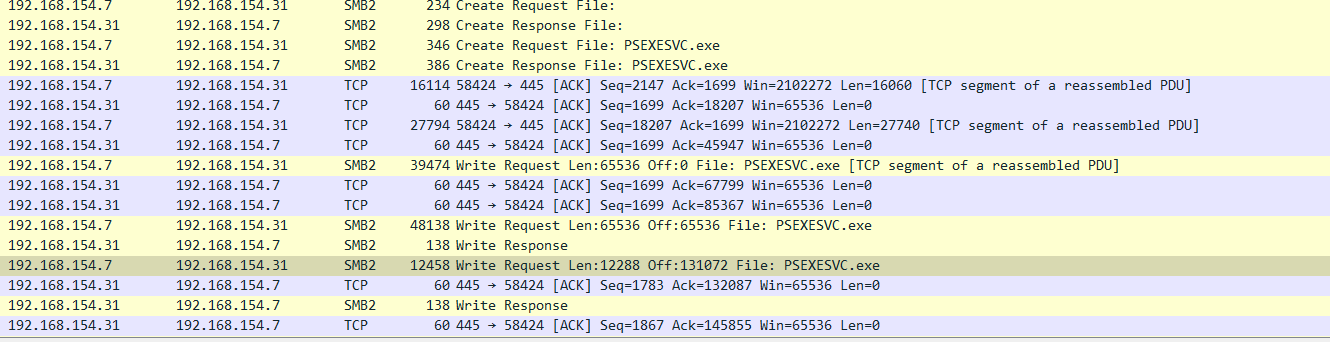 192.168.154.7 192.168.154.31 SMB2 234 Create Request File:
192.168.154.31 192.168.154.7 SMB2 298 Create Response File:
192.168.154.7 192.168.154.31 SMB2 346 Create Request File: PSEXESVC.exe
192.168.154.31 192.168.154.7 SMB2 386 Create Response File: PSEXESVC.exe
192.168.154.7 192.168.154.31 TCP 16114 58424 → 445 [ACK] Seq=2147 Ack=1699 Win=2102272 Len=16060 [TCP segment of a reassembled PDU]
192.168.154.31 192.168.154.7 TCP 60 445 → 58424 [ACK] Seq=1699 Ack=18207 Win=65536 Len=0
192.168.154.7 192.168.154.31 TCP 27794 58424 → 445 [ACK] Seq=18207 Ack=1699 Win=2102272 Len=27740 [TCP segment of a reassembled PDU]
192.168.154.31 192.168.154.7 TCP 60 445 → 58424 [ACK] Seq=1699 Ack=45947 Win=65536 Len=0
192.168.154.7 192.168.154.31 SMB2 39474 Write Request Len:65536 Off:0 File: PSEXESVC.exe [TCP segment of a reassembled PDU]
192.168.154.31 192.168.154.7 TCP 60 445 → 58424 [ACK] Seq=1699 Ack=67799 Win=65536 Len=0
192.168.154.31 192.168.154.7 TCP 60 445 → 58424 [ACK] Seq=1699 Ack=85367 Win=65536 Len=0
192.168.154.7 192.168.154.31 SMB2 48138 Write Request Len:65536 Off:65536 File: PSEXESVC.exe
192.168.154.31 192.168.154.7 SMB2 138 Write Response
192.168.154.7 192.168.154.31 SMB2 12458 Write Request Len:12288 Off:131072 File: PSEXESVC.exe
192.168.154.31 192.168.154.7 TCP 60 445 → 58424 [ACK] Seq=1783 Ack=132087 Win=65536 Len=0
192.168.154.31 192.168.154.7 SMB2 138 Write Response
192.168.154.31 192.168.154.7 TCP 60 445 → 58424 [ACK] Seq=1867 Ack=145855 Win=65536 Len=0